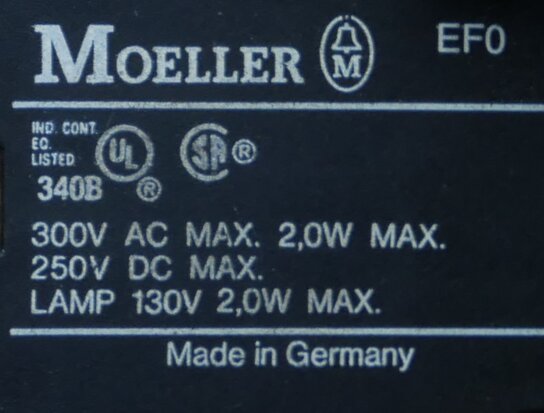 MOELLER M EF0
IND. CONT.
EQ.
LISTED UL SA ®
340B ®
300V AC MAX. 2,0W MAX.
250V DC MAX.
LAMP 130V 2,0W MAX.
Made in Germany